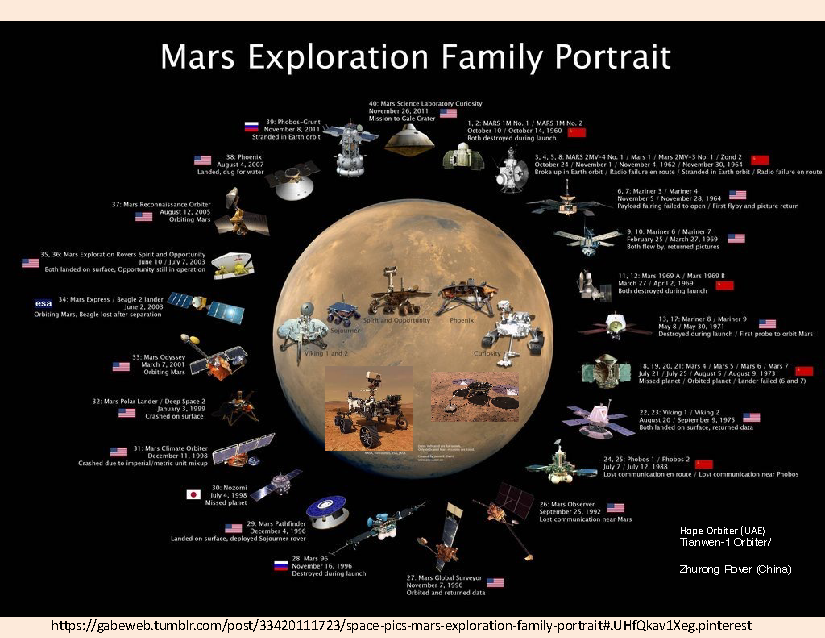 Mars Exploration Family Portrait
40: Mars Science Laboratory Curiosity
November 26, 2011
Mission to Gale Crater
39: Phobos-Grunt
November 8, 2011
Stranded in Earth orbit
1, 2: MARS 1M No. 1 / MARS 1M No. 2
October 10 / October 14, 1960
Both destroyed during launch
38: Phoenix
August 4, 2007
Landed, dug for water
3, 4, 5, 8, MARS 2MV-4 No. 1 / Mars 1 / Mars 2MV-3 No. 1 / Zond 2
October 24 / November 1 / November 4, 1962 / November 30, 1964
Broke up in Earth orbit / Radio failure en route / Stranded in Earth orbit / Radio failure en route
37: Mars Reconnaissance Orbiter
August 12, 2005
Orbiting Mars
6, 7: Mariner 3 / Mariner 4
November 5 / November 28, 1964
Payload fairing failed to open / First flyby and picture return
9, 10: Mariner 6 / Mariner 7
February 25 / March 27, 1969
Both flew by, returned pictures
35, 36: Mars Exploration Rovers Spirit and Opportunity
June 10 / July 7, 2003
Both landed on surface, Opportunity still in operation
11, 12: Mars 1969 A / Mars 1969 B
March 27 / April 2, 1969
Both destroyed during launch
esa
34: Mars Express / Beagle 2 lander
June 2, 2003
Orbiting Mars, Beagle lost after separation
Sojourner
Spirit and Opportunity
Phoenix
Viking 1 and 2
Curiosity
13, 17: Mariner 8 / Mariner 9
May 8 / May 30, 1971
Destroyed during launch / First probe to orbit Mars
33: Mars Odyssey
March 7, 2001
Orbiting Mars
18, 19, 20, 21: Mars 4 / Mars 5 / Mars 6 / Mars 7
July 21 / July 25 / August 5 / August 9, 1973
Missed planet / Orbited planet / Lander failed (6 and 7)
32: Mars Polar Lander / Deep Space 2
January 3, 1999
Crashed on surface
22, 23: Viking 1 / Viking 2
August 20 / September 9, 1975
Both landed on surface, returned data
31: Mars Climate Orbiter
December 11, 1998
Crashed due to imperial/metric unit mixup
24, 25: Phobos 1 / Phobos 2
July 7 / July 12, 1988
Lost communication en route / Lost communication near Phobos
30: Nozomi
July 4, 1998
Missed planet
26: Mars Observer
September 25, 1992
Lost communication near Mars
29: Mars Pathfinder
December 4, 1996
Landed on surface, deployed Sojourner rover
28: Mars 96
November 16, 1996
Destroyed during launch
27: Mars Global Surveyor
November 7, 1996
Orbited and returned data
Hope Orbiter (UAE)
Tianwen-1 Orbiter/
Zhurong Rover (China)
https://gabeweb.tumblr.com/post/33420111723/space-pics-mars-exploration-family-portrait#.UHfQkav1Xeg.pinterest